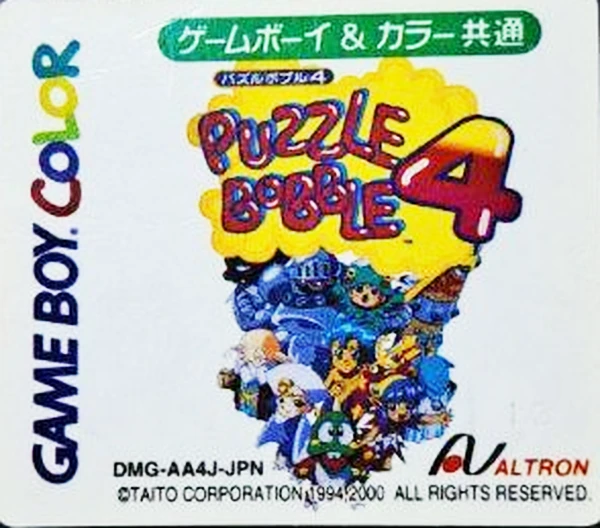 ゲームボーイ & カラー共通
パズルボブル4
PUZZLE
BOBBLE 4
GAME BOY COLOR
DMG-AA4J-JPN
ALTRON
©TAITO CORPORATION 1994,2000 ALL RIGHTS RESERVED.